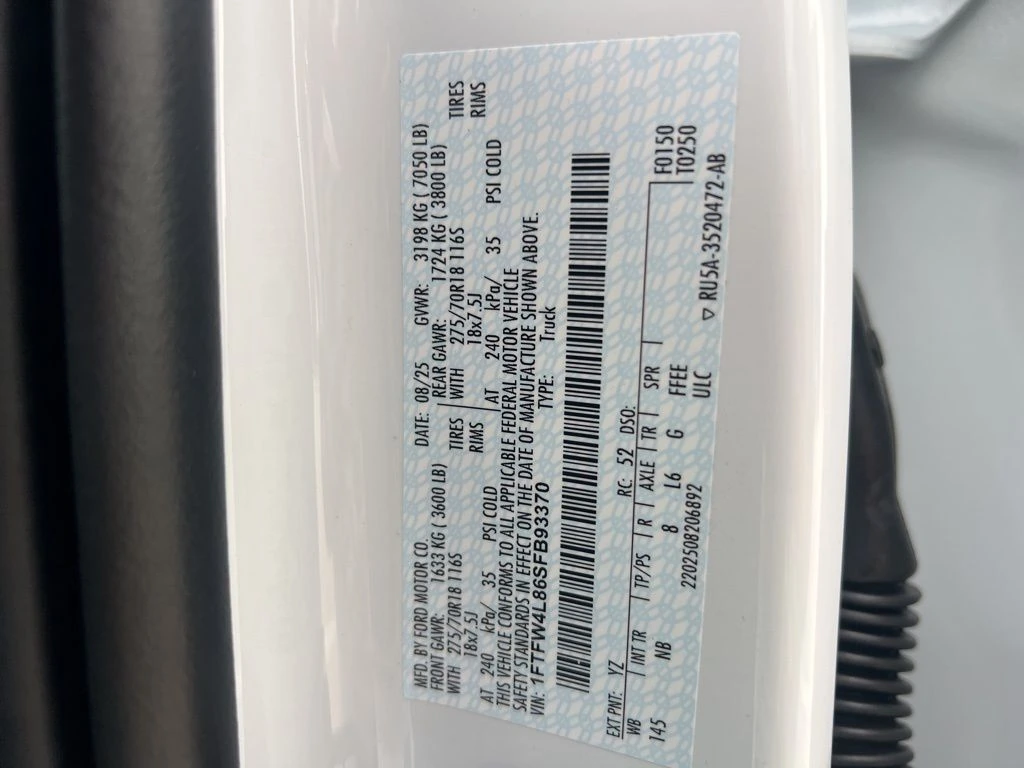 MFD. BY FORD MOTOR CO. DATE: 08/25 GVWR: 3198 KG ( 7050 LB)
FRONT GAWR: 1633 KG ( 3600 LB) REAR GAWR: 1724 KG ( 3800 LB)
WITH 275/70R18 116S TIRES WITH 275/70R18 116S TIRES
18x7.5J RIMS 18x7.5J RIMS
AT 240 kPa/ 35 PSI COLD AT 240 kPa/ 35 PSI COLD
THIS VEHICLE CONFORMS TO ALL APPLICABLE FEDERAL MOTOR VEHICLE
SAFETY STANDARDS IN EFFECT ON THE DATE OF MANUFACTURE SHOWN ABOVE.
VIN: 1FTFW4L86SFB93370 TYPE: Truck
EXT PNT: YZ RC: 52 DSO:
WB INT TR TP/PS R AXLE TR SPR F0150
145 NB 8 L6 G FFEE T0250
2202508206892 ULC ▽ RU5A-3520472-AB